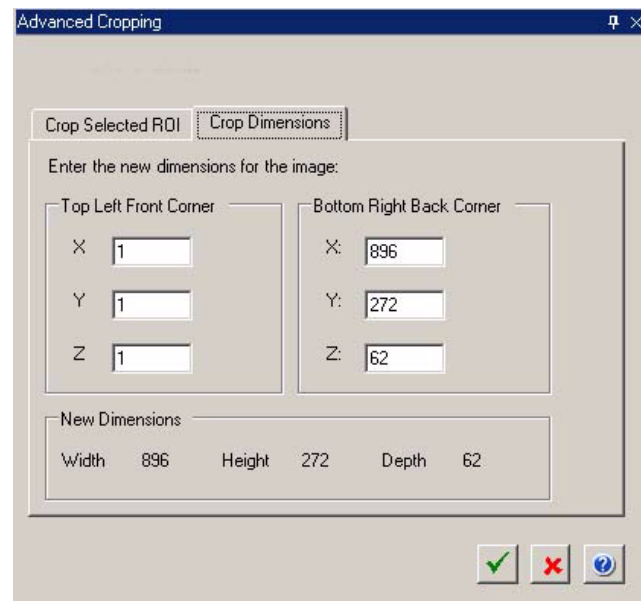 Advanced Cropping
Crop Selected ROI Crop Dimensions
Enter the new dimensions for the image:
Top Left Front Corner Bottom Right Back Corner
X 1 X: 896
Y 1 Y: 272
Z 1 Z: 62
New Dimensions
Width 896 Height 272 Depth 62